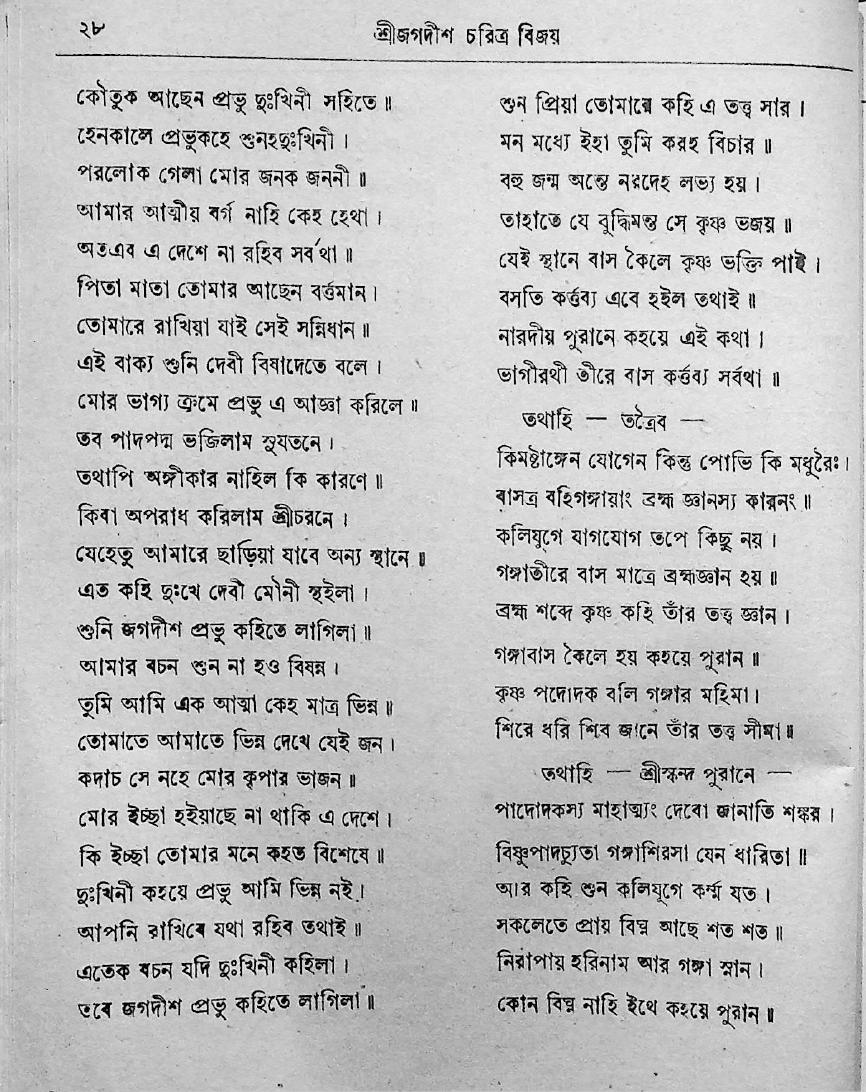 ২৮
শ্রীজগদীশ চরিত্র বিজয়
কৌতুক আছেন প্রভু দুঃখিনী সহিতে॥
হেনকালে প্রভুকহে শুনহদুঃখিনী।
পরলোক গেলা মোর জনক জননী॥
আমার আত্মীয় বর্গ নাহি কেহ হেথা।
অতএব এ দেশে না রহিব সর্বথা॥
পিতা মাতা তোমার আছেন বর্ত্তমান।
তোমারে রাখিয়া যাই সেই সন্নিধান॥
এই বাক্য শুনি দেবী বিষাদেতে বলে।
মোর ভাগ্য ক্রমে প্রভু এ আজ্ঞা করিলে॥
তব পাদপদ্ম ভজিলাম সুযতনে।
তথাপি অঙ্গীকার নাহিল কি কারণে॥
কিবা অপরাধ করিলাম শ্রীচরনে।
যেহেতু আমারে ছাড়িয়া যাবে অন্য স্থানে॥
এত কহি দুঃখে দেবী মৌনী হুইলা।
শুনি জগদীশ প্রভু কহিতে লাগিলা॥
আমার বচন শুন না হও বিষন্ন।
তুমি আমি এক আত্মা কেহ মাত্র ভিন্ন॥
তোমাতে আমাতে ভিন্ন দেখে যেই জন।
কদাচ সে নহে মোর কৃপার ভাজন॥
মোর ইচ্ছা হইয়াছে না থাকি এ দেশে।
কি ইচ্ছা তোমার মনে কহত বিশেষে॥
দুঃখিনী কহয়ে প্রভু আমি ভিন্ন নই।
আপনি রাখিবে যথা রহিব তথাই॥
এতেক বচন যদি দুঃখিনী কহিলা।
তবে জগদীশ প্রভু কহিতে লাগিলা॥
শুন প্রিয়া তোমারে কহি এ তত্ত্ব সার।
মন মধ্যে ইহা তুমি করহ বিচার॥
বহু জন্ম অন্তে নরদেহ লভ্য হয়।
তাহাতে যে বুদ্ধিমন্ত সে কৃষ্ণ ভজয়॥
যেই স্থানে বাস কৈলে কৃষ্ণ ভক্তি পাই।
বসতি কর্ত্তব্য এবে হইল তথাই॥
নারদীয় পুরানে কহয়ে এই কথা।
ভাগীরথী তীরে বাস কর্ত্তব্য সর্বথা॥
তথাহি — তত্রৈব —
কিমষ্টাঙ্গেন যোগেন কিন্তু পোভি কি মধুরৈঃ।
বাসত্র বহিগঙ্গায়াং ব্রহ্ম জ্ঞানস্য কারনং॥
কলিযুগে যাগযোগ তপে কিছু নয়।
গঙ্গাতীরে বাস মাত্রে ব্রহ্মজ্ঞান হয়॥
ব্রহ্ম শব্দে কৃষ্ণ কহি তাঁর তত্ত্ব জ্ঞান।
গঙ্গাবাস কৈলে হয় কহয়ে পুরান॥
কৃষ্ণ পদোদক বলি গঙ্গার মহিমা।
শিরে ধরি শিব জানে তাঁর তত্ত্ব সীমা॥
তথাহি — শ্রীস্কন্দ পুরানে —
পাদোদকস্য মাহাত্ম্যং দেবো জানাতি শঙ্কর।
বিষ্ণুপাদচ্যুতা গঙ্গাশিরসা যেন ধারিতা॥
আর কহি শুন কলিযুগে কর্ম্ম যত।
সকলেতে প্রায় বিঘ্ন আছে শত শত॥
নিরাপায় হরিনাম আর গঙ্গা স্নান।
কোন বিঘ্ন নাহি ইথে কহয়ে পুরান॥